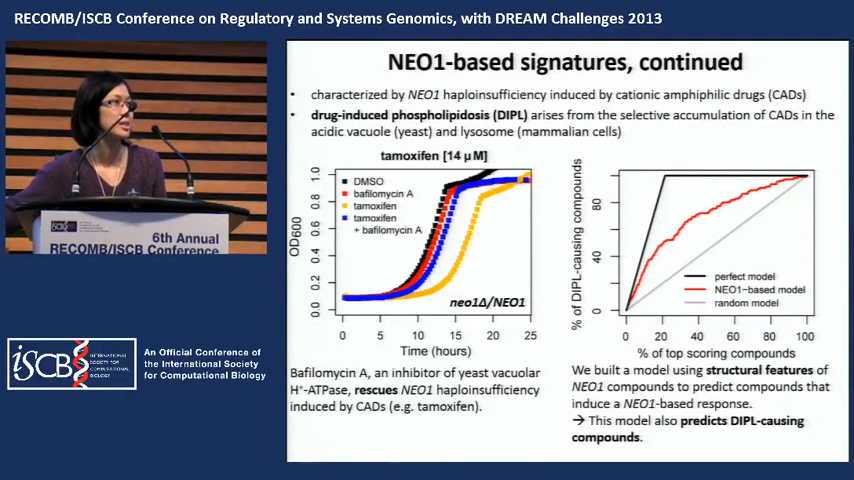 RECOMB/ISCB Conference on Regulatory and Systems Genomics, with DREAM Challenges 2013
NEO1-based signatures, continued
• characterized by NEO1 haploinsufficiency induced by cationic amphiphilic drugs (CADs)
• drug-induced phospholipidosis (DIPL) arises from the selective accumulation of CADs in the
acidic vacuole (yeast) and lysosome (mammalian cells)
tamoxifen [14 µM]
OD600
1.0
0.8
0.6
0.4
0.2
0.0
DMSO
bafilomycin A
tamoxifen
tamoxifen
+ bafilomycin A
neo1Δ/NEO1
0 5 10 15 20 25
Time (hours)
Bafilomycin A, an inhibitor of yeast vacuolar
H⁺-ATPase, rescues NEO1 haploinsufficiency
induced by CADs (e.g. tamoxifen).
% of DIPL-causing compounds
80
40
0
perfect model
NEO1-based model
random model
0 20 40 60 80 100
% of top scoring compounds
We built a model using structural features of
NEO1 compounds to predict compounds that
induce a NEO1-based response.
→ This model also predicts DIPL-causing
compounds.
6th Annual
RECOMB/ISCB Conference
iSCB
INTERNATIONAL
SOCIETY FOR
COMPUTATIONAL
BIOLOGY
An Official Conference of
the International Society
for Computational Biology